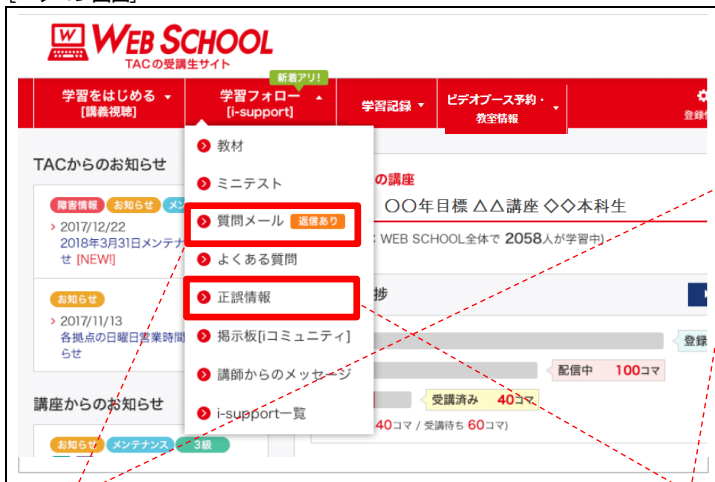 WEB SCHOOL
TACの受講生サイト
新着アリ!
学習をはじめる
[講義視聴]
学習フォロー
[i-support]
学習記録
ビデオブース予約・
教室情報
教材
ミニテスト
質問メール 返信あり
よくある質問
正誤情報
掲示板[iコミュニティ]
講師からのメッセージ
i-support一覧
TACからのお知らせ
障害情報 お知らせ
2017/12/22
2018年3月31日メンテナ
せ [NEW!]
お知らせ
2017/11/13
各拠点の日曜日営業時間
らせ
講座からのお知らせ
お知らせ メンテナンス 3級
の講座
〇〇年目標 △△講座 ◇◇本科生
WEB SCHOOL全体で 2058人が学習中)
捗
登録
配信中 100コマ
受講済み 40コマ
40コマ / 受講待ち 60コマ)